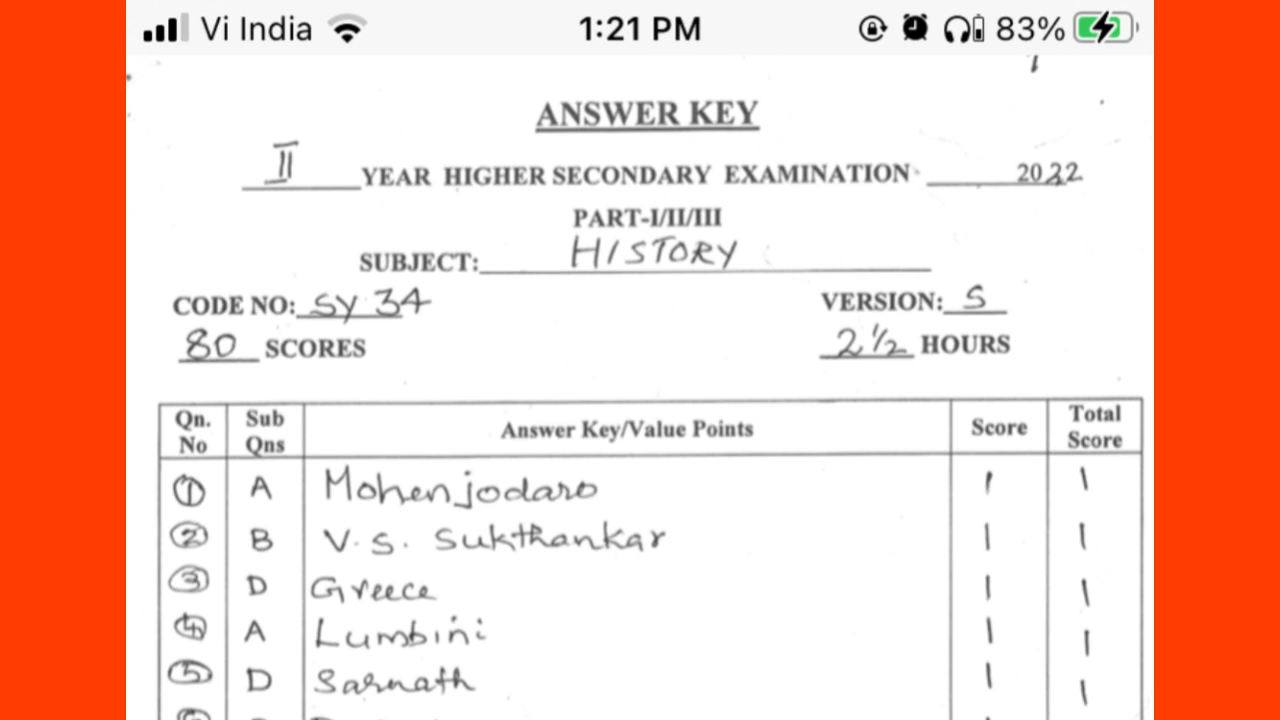 Vi India 1:21 PM 83%
ANSWER KEY
II YEAR HIGHER SECONDARY EXAMINATION 2022
PART-I/II/III
SUBJECT: HISTORY
CODE NO: SY 34 VERSION: S
80 SCORES 2½ HOURS
Qn. No Sub Qns Answer Key/Value Points Score Total Score
1 A Mohenjodaro 1 1
2 B V.S. Sukthankar 1 1
3 D Greece 1 1
4 A Lumbini 1 1
5 D Sarnath 1 1